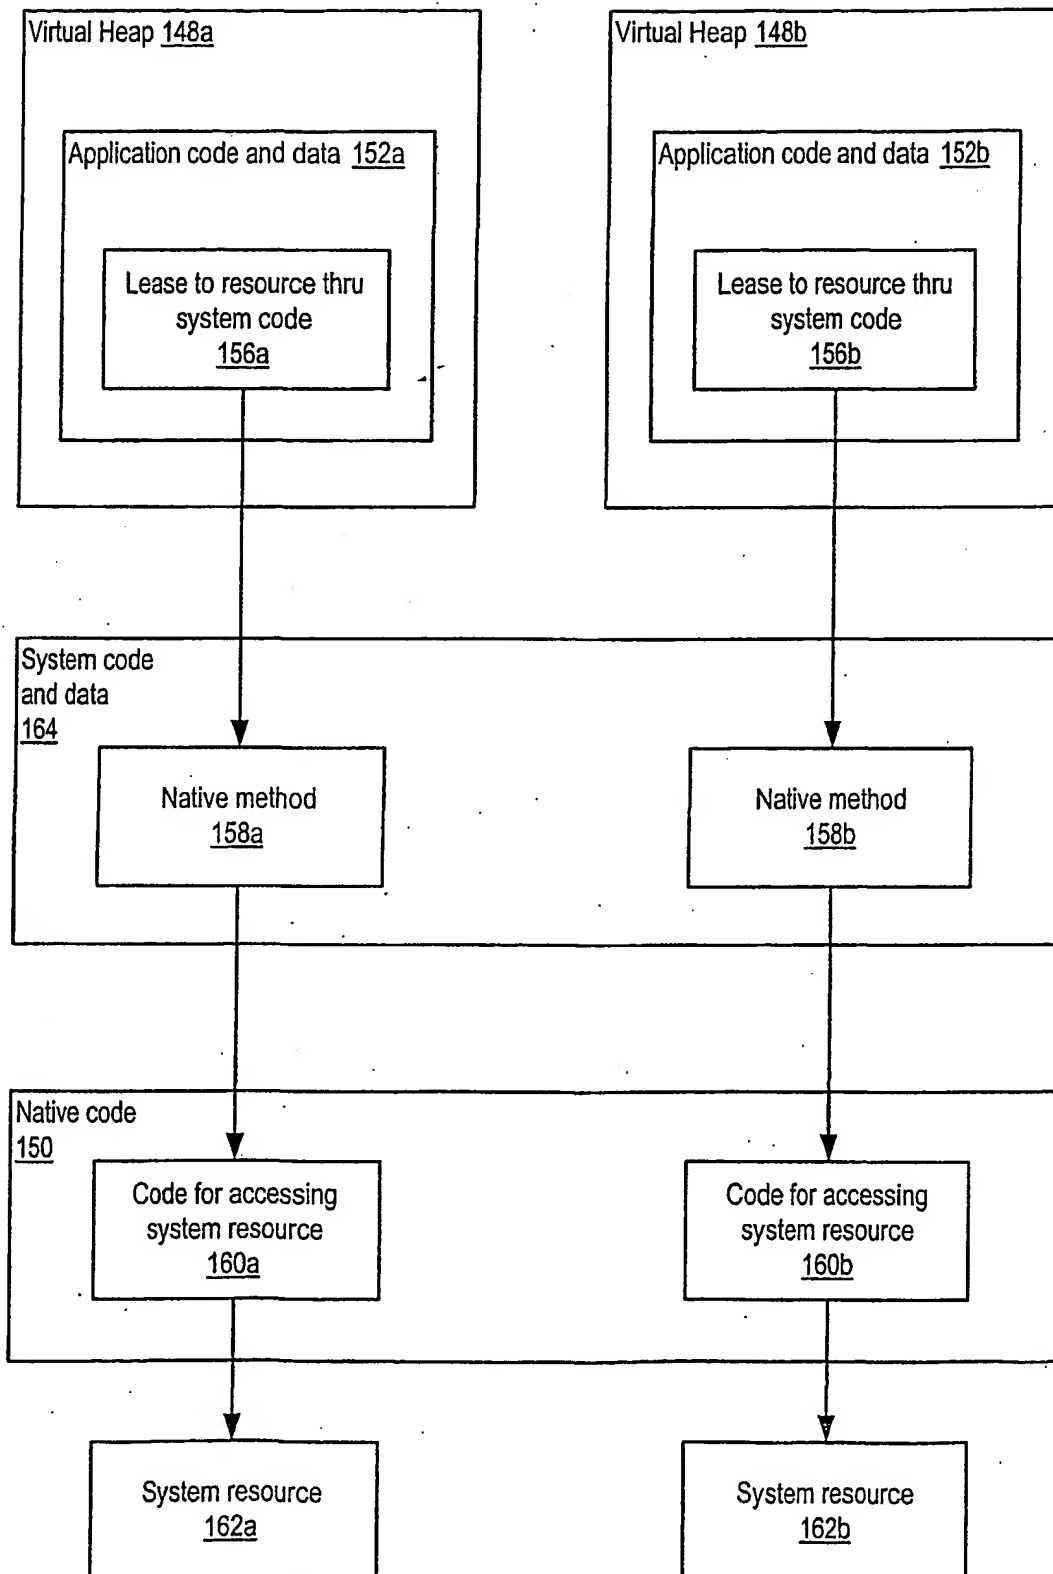 Virtual Heap 148a
Virtual Heap 148b
Application code and data 152a
Application code and data 152b
Lease to resource thru
system code
156a
Lease to resource thru
system code
156b
System code
and data
164
Native method
158a
Native method
158b
Native code
150
Code for accessing
system resource
160a
Code for accessing
system resource
160b
System resource
162a
System resource
162b